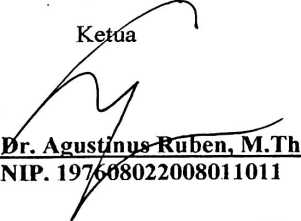 Ketua
Dr. Agustinus Ruben, M.Th
NIP. 197608022008011011